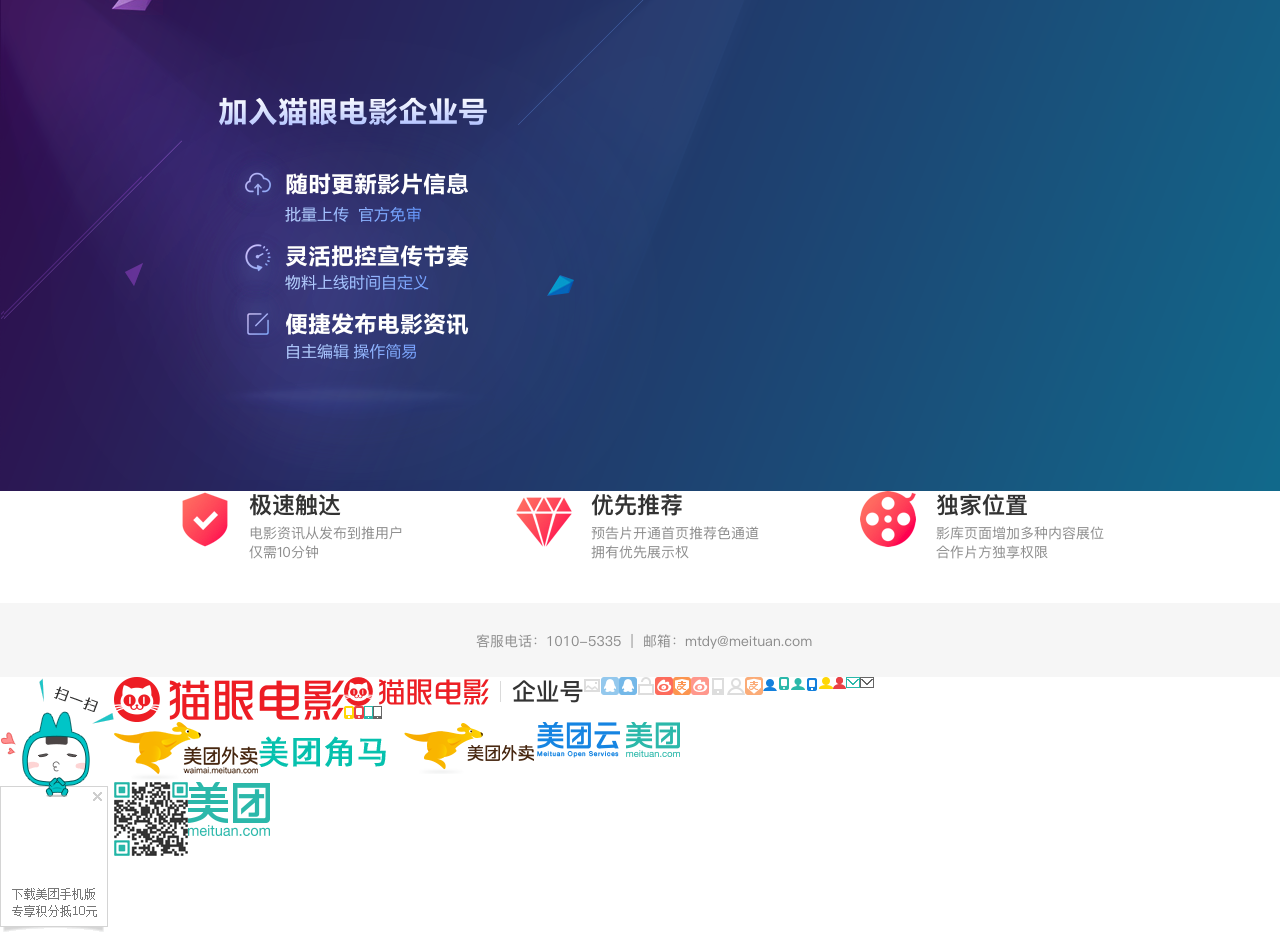 加入猫眼电影企业号
随时更新影片信息
批量上传 官方免审
灵活把控宣传节奏
物料上线时间自定义
便捷发布电影资讯
自主编辑 操作简易
极速触达
电影资讯从发布到推用户
仅需10分钟
优先推荐
预告片开通首页推荐色通道
拥有优先展示权
独家位置
影库页面增加多种内容展位
合作片方独享权限
客服电话：1010-5335 | 邮箱：mtdy@meituan.com
扫一扫
猫眼电影
猫眼电影 | 企业号
支
支
美团外卖
waimai.meituan.com
美团角马
美团外卖
美团云
Meituan Open Services
美团
meituan.com
美团
meituan.com
下载美团手机版
专享积分抵10元